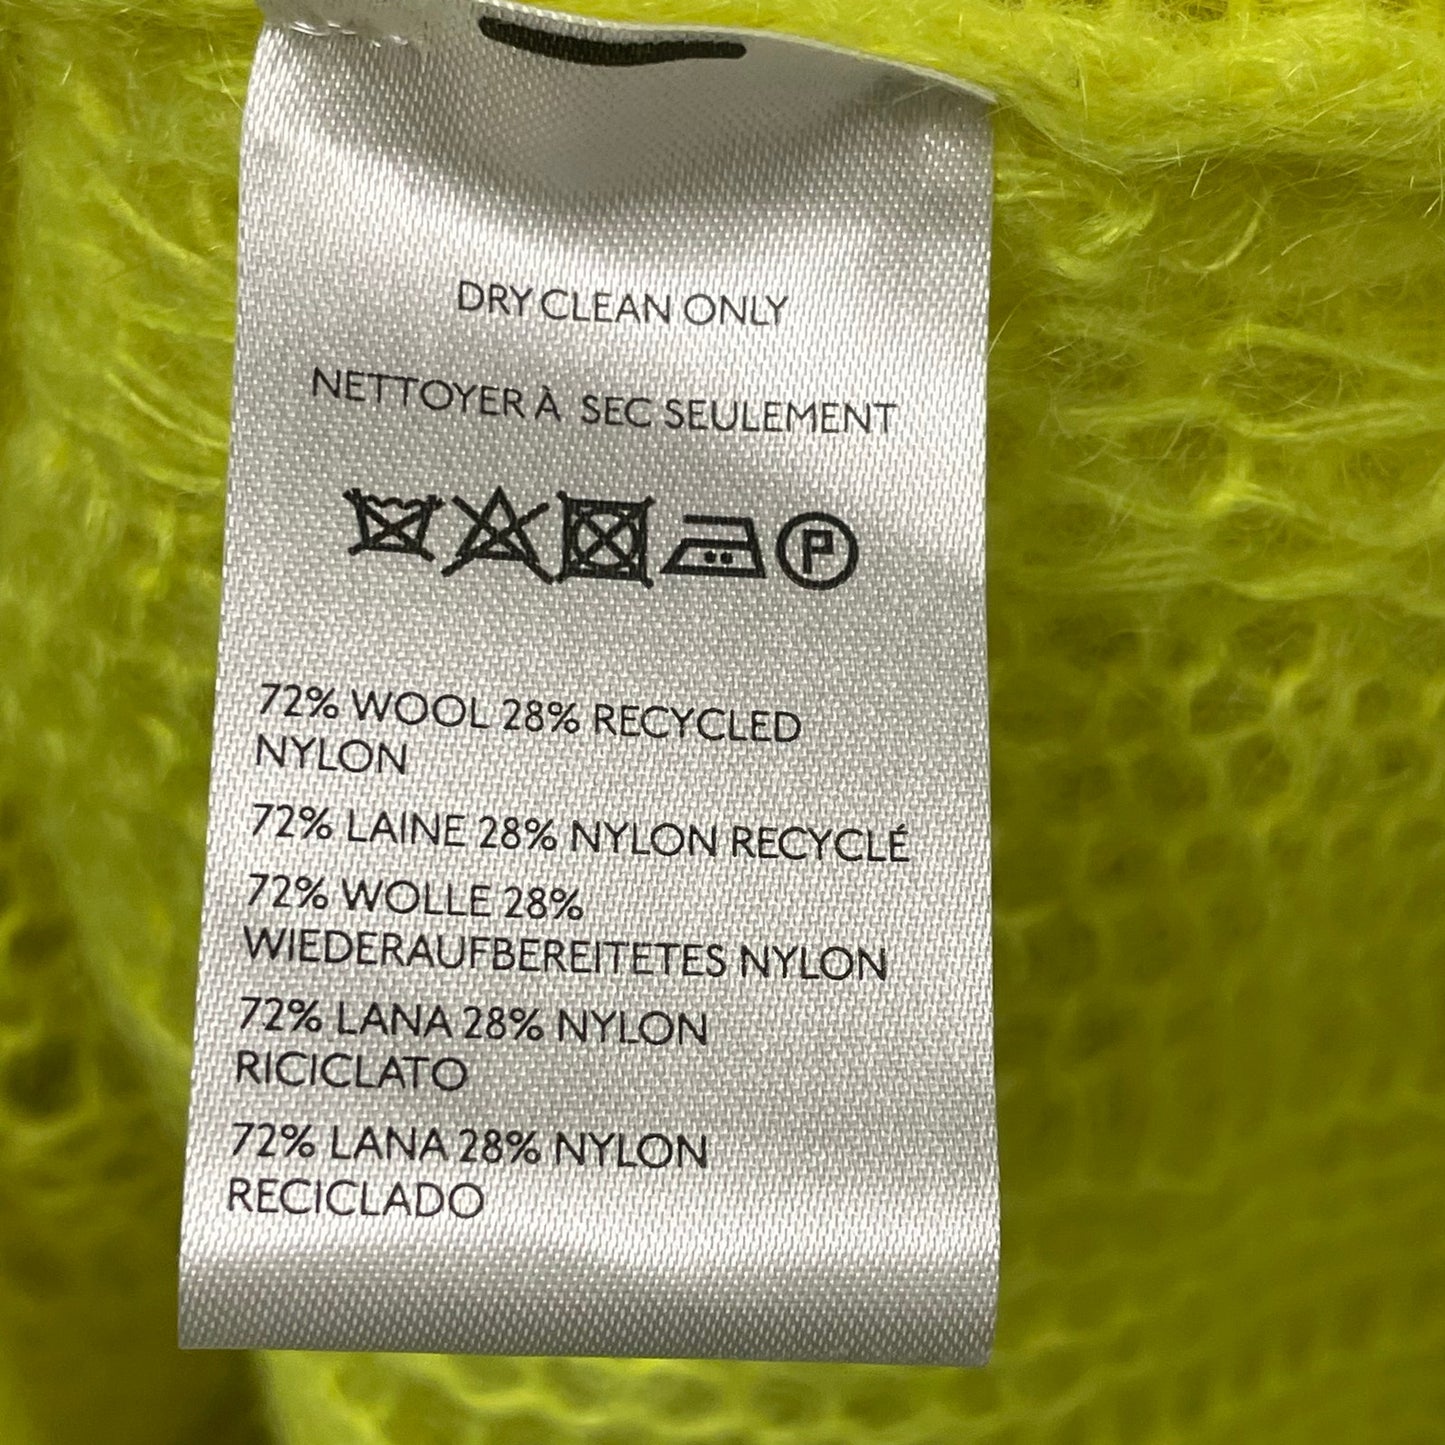 DRY CLEAN ONLY
NETTOYER À SEC SEULEMENT
P
72% WOOL 28% RECYCLED
NYLON
72% LAINE 28% NYLON RECYCLÉ
72% WOLLE 28%
WIEDERAUFBEREITETES NYLON
72% LANA 28% NYLON
RICICLATO
72% LANA 28% NYLON
RECICLADO